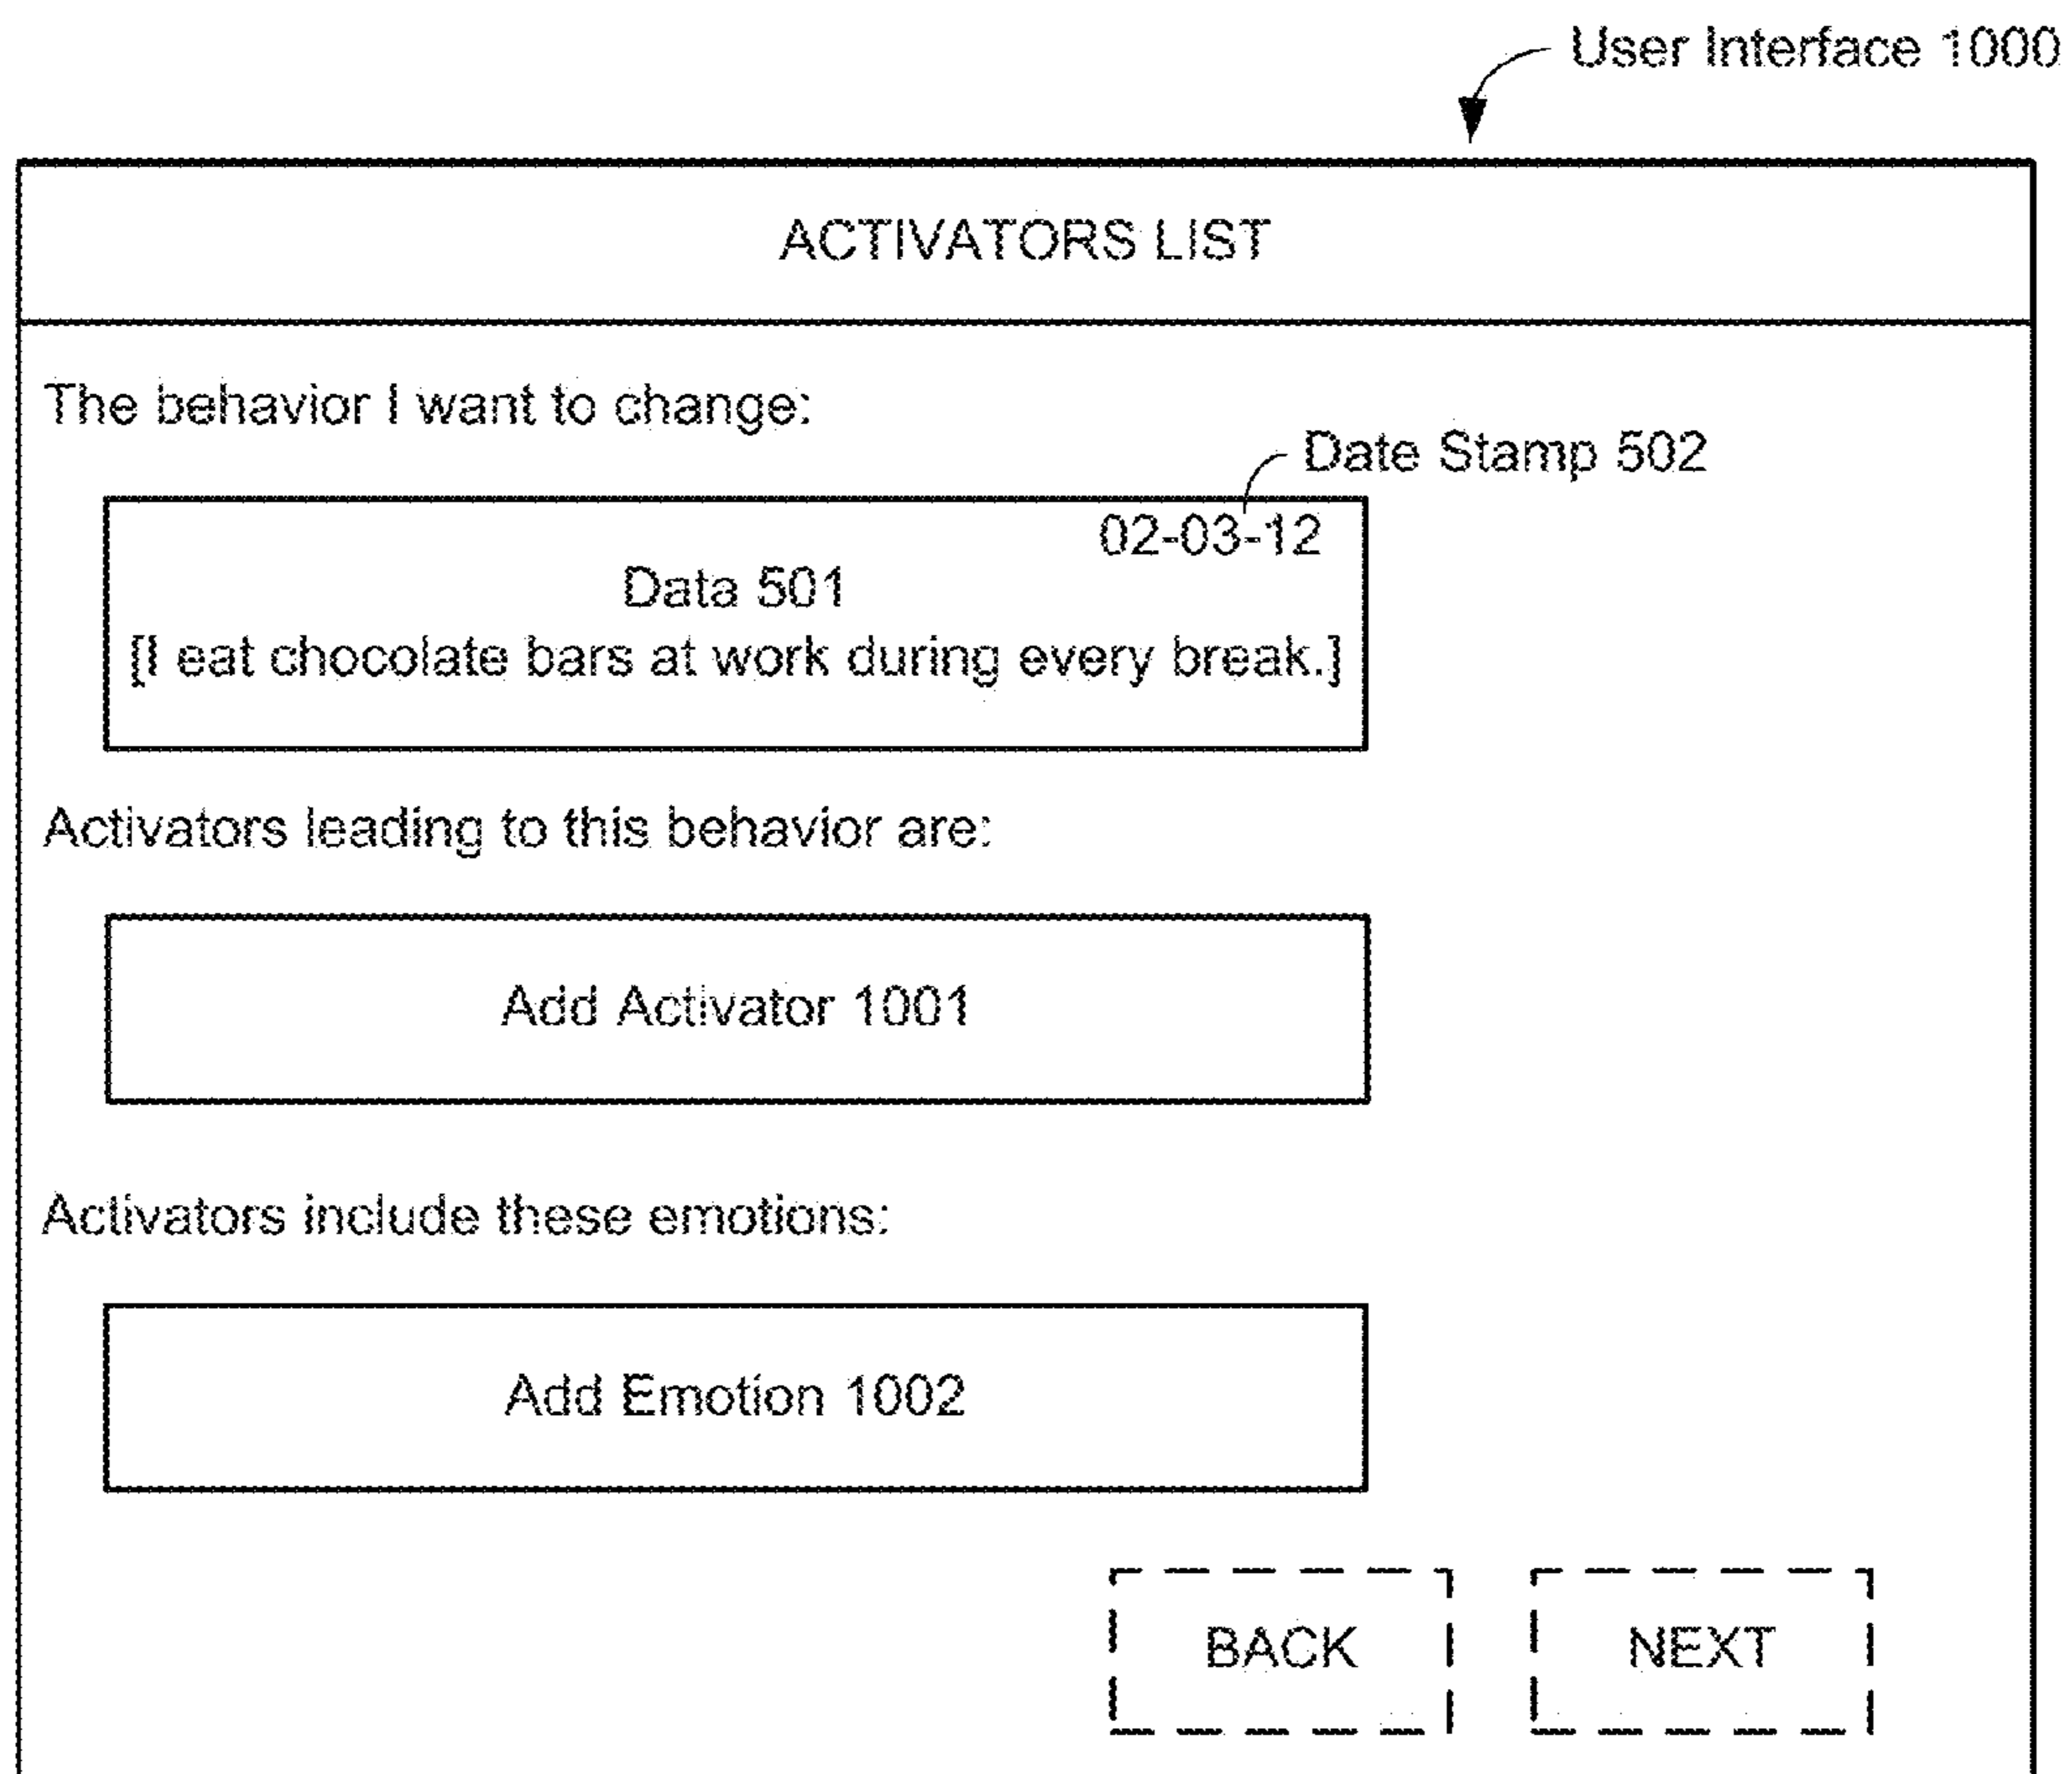 User Interface 1000
ACTIVATORS LIST
The behavior I want to change:
Date Stamp 502
02-03-12
Data 501
[I eat chocolate bars at work during every break.]
Activators leading to this behavior are:
Add Activator 1001
Activators include these emotions:
Add Emotion 1002
BACK NEXT